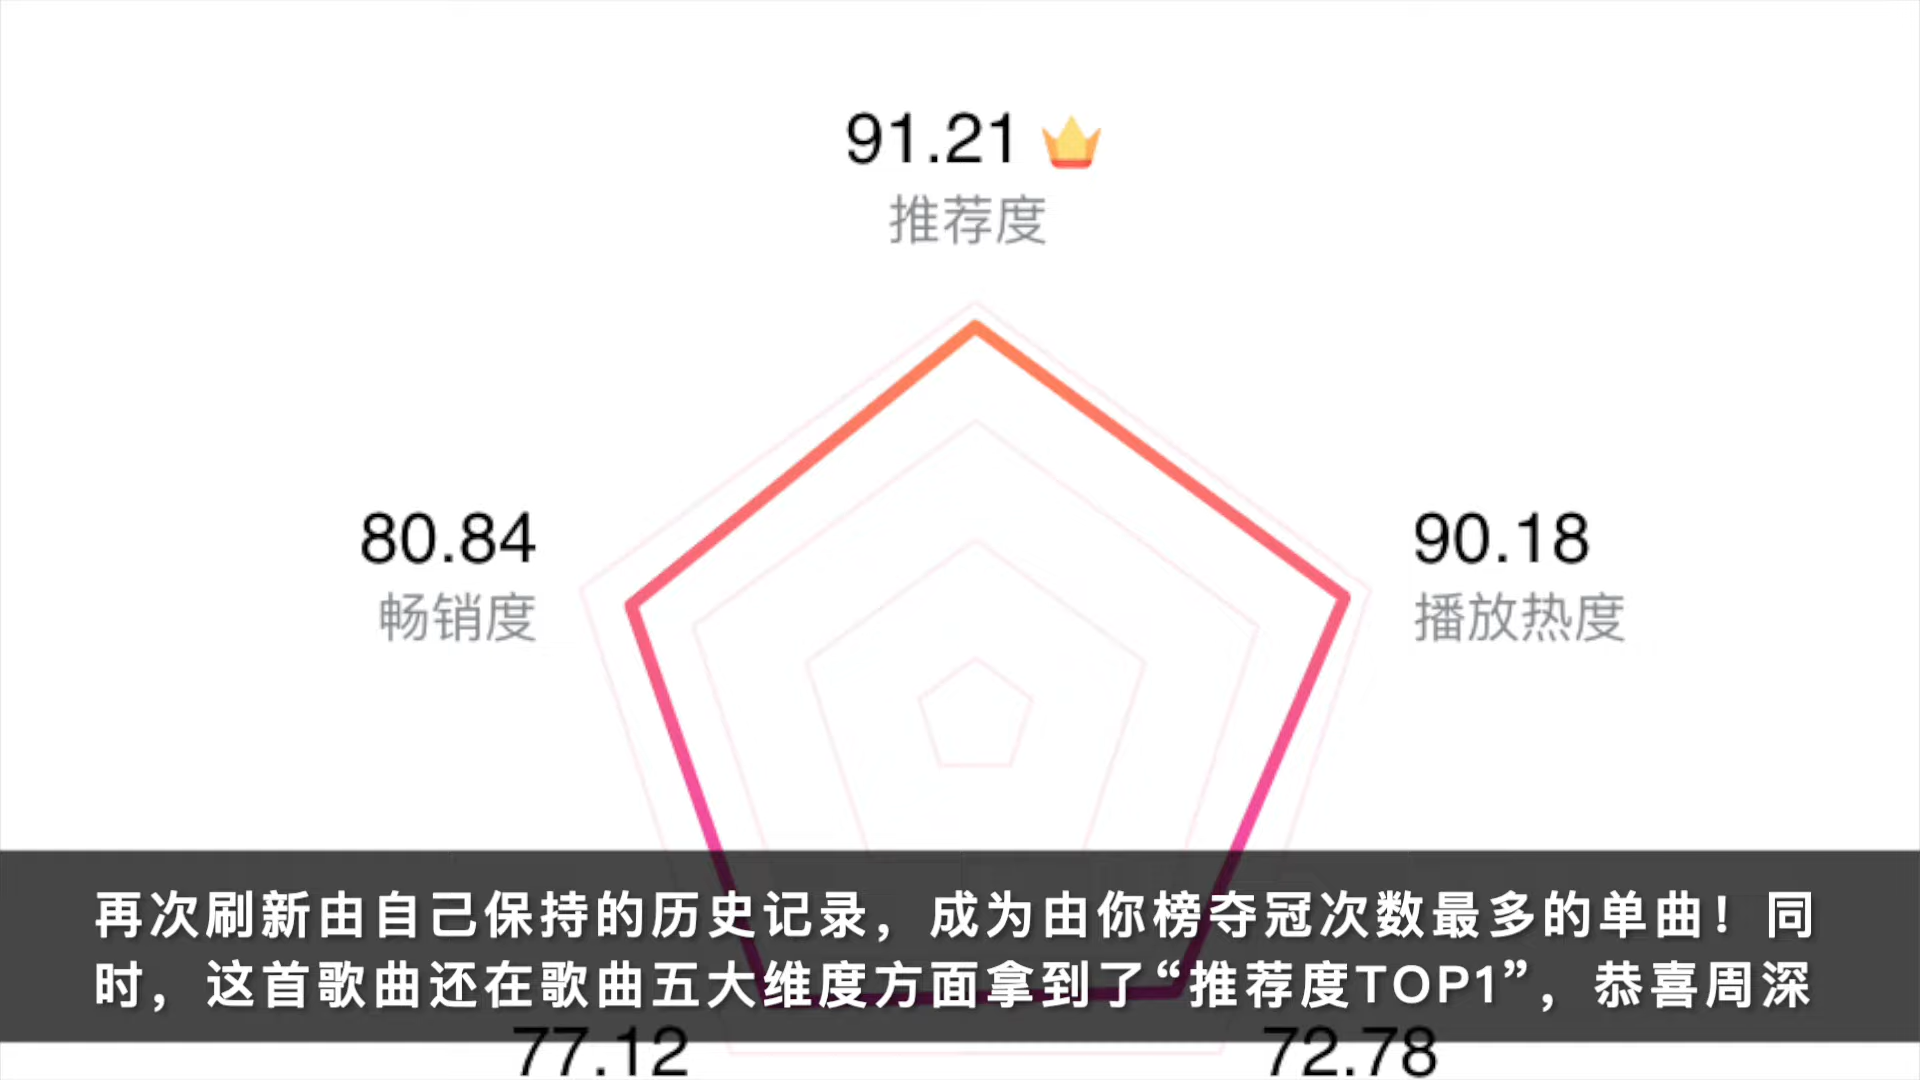 91.21
推荐度
80.84
畅销度
90.18
播放热度
再次刷新由自己保持的历史记录，成为由你榜夺冠次数最多的单曲！同
时，这首歌曲还在歌曲五大维度方面拿到了“推荐度TOP1”，恭喜周深
77.12
72.78